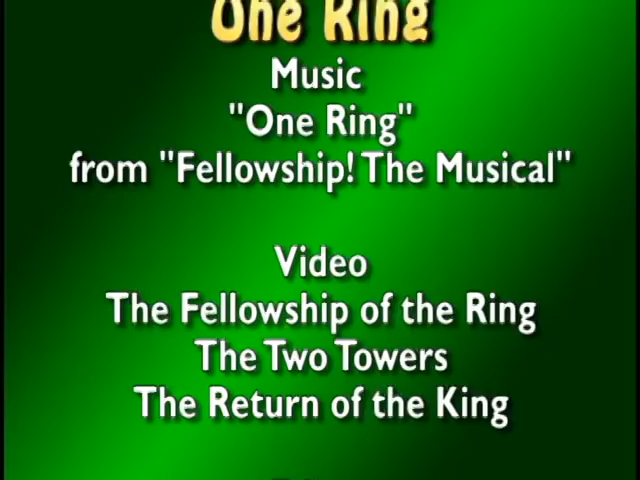 One Ring
Music
"One Ring"
from "Fellowship! The Musical"
Video
The Fellowship of the Ring
The Two Towers
The Return of the King